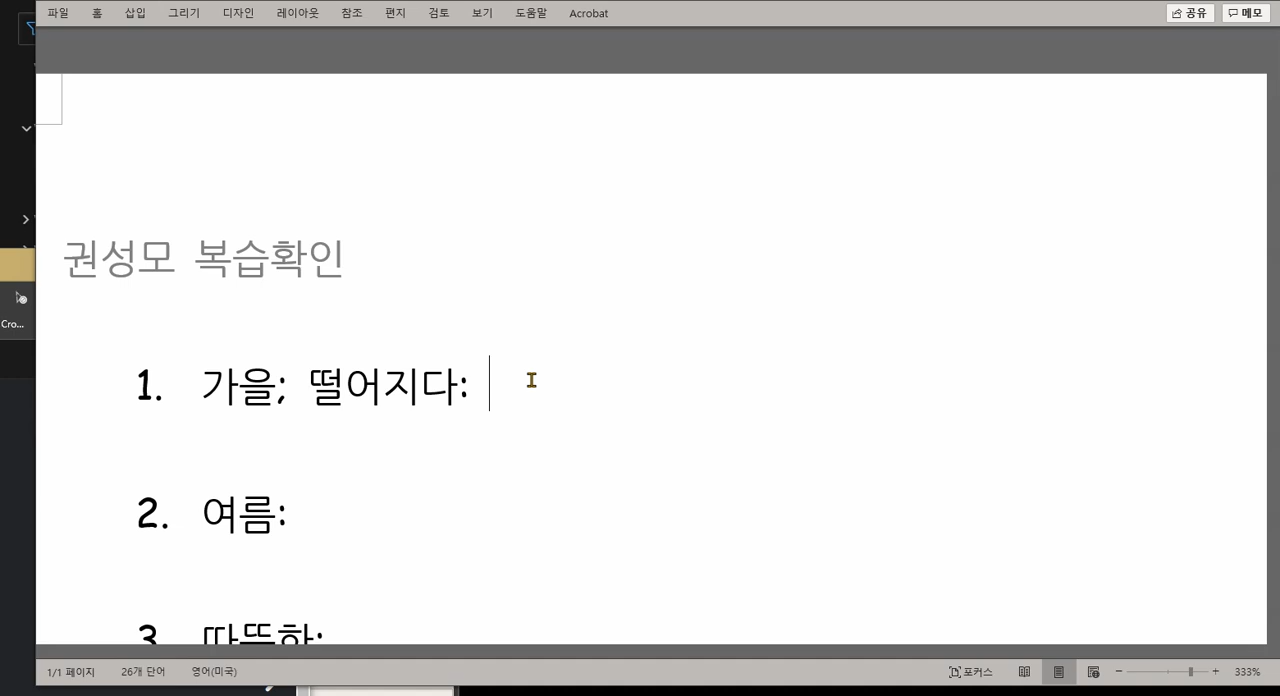 파일 홈 삽입 그리기 디자인 레이아웃 참조 편지 검토 보기 도움말 Acrobat 공유 메모
권성모 복습확인
1. 가을; 떨어지다:
Cro...
2. 여름:
3. 따뜻한:
1/1 페이지 26개 단어 영어(미국) 포커스 333%